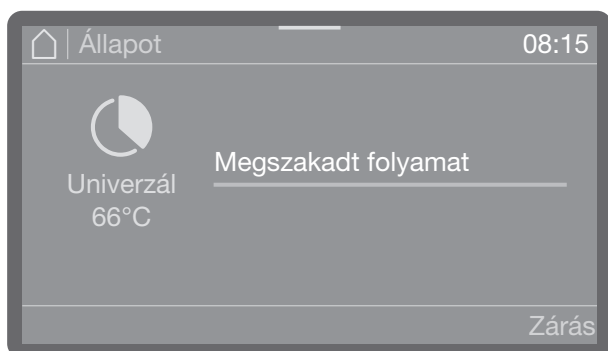 Állapot 08:15
Megszakadt folyamat
Univerzál
66°C
Zárás